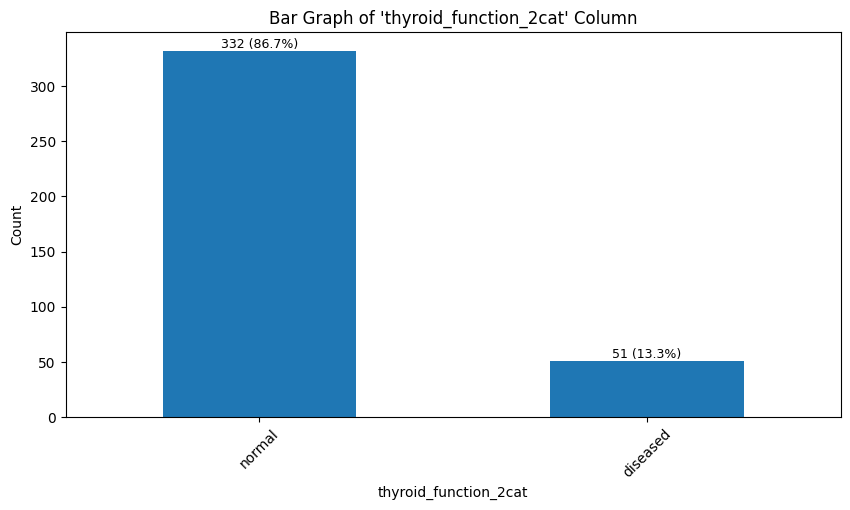 Bar Graph of 'thyroid_function_2cat' Column
332 (86.7%)
51 (13.3%)
300
250
200
150
100
50
0
Count
normal
diseased
thyroid_function_2cat